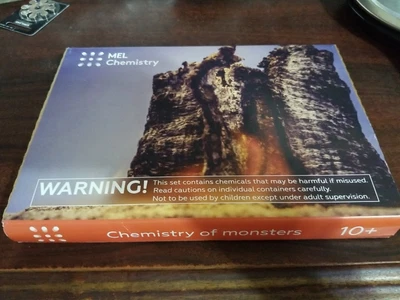 MEL
Chemistry
WARNING!
This set contains chemicals that may be harmful if misused.
Read cautions on individual containers carefully.
Not to be used by children except under adult supervision.
Chemistry of monsters
10+